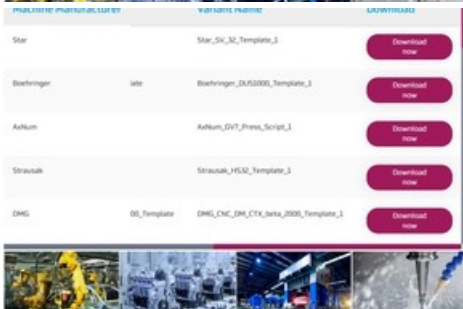 Machine Manufacturer Variant Name Download
Star Star_SV_32_Template_1 Download now
Boehringer late Boehringer_DUS1000_Template_1 Download now
AxNum AxNum_GV7_Press_Script_1 Download now
Strausak Strausak_HS32_Template_1 Download now
DMG 00_Template DMG_CNC_DM_CTX_beta_2000_Template_1 Download now